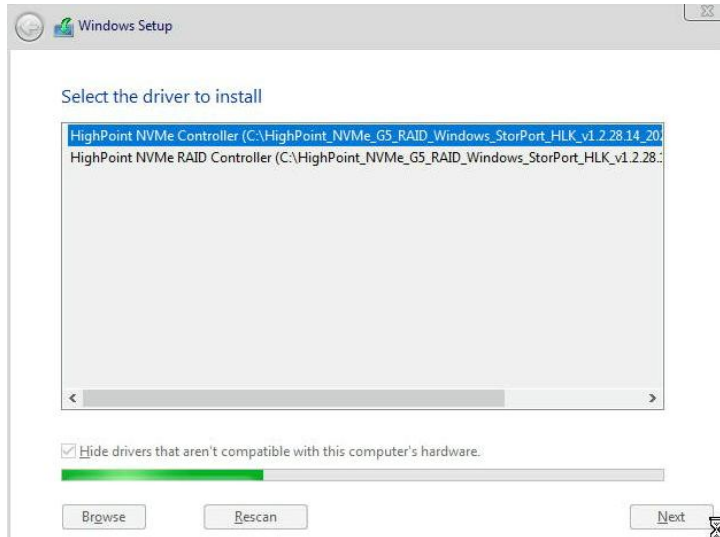 Windows Setup
Select the driver to install
HighPoint NVMe Controller (C:\HighPoint_NVMe_G5_RAID_Windows_StorPort_HLK_v1.2.28.14_202
HighPoint NVMe RAID Controller (C:\HighPoint_NVMe_G5_RAID_Windows_StorPort_HLK_v1.2.28.1
Hide drivers that aren't compatible with this computer's hardware.
Browse Rescan Next